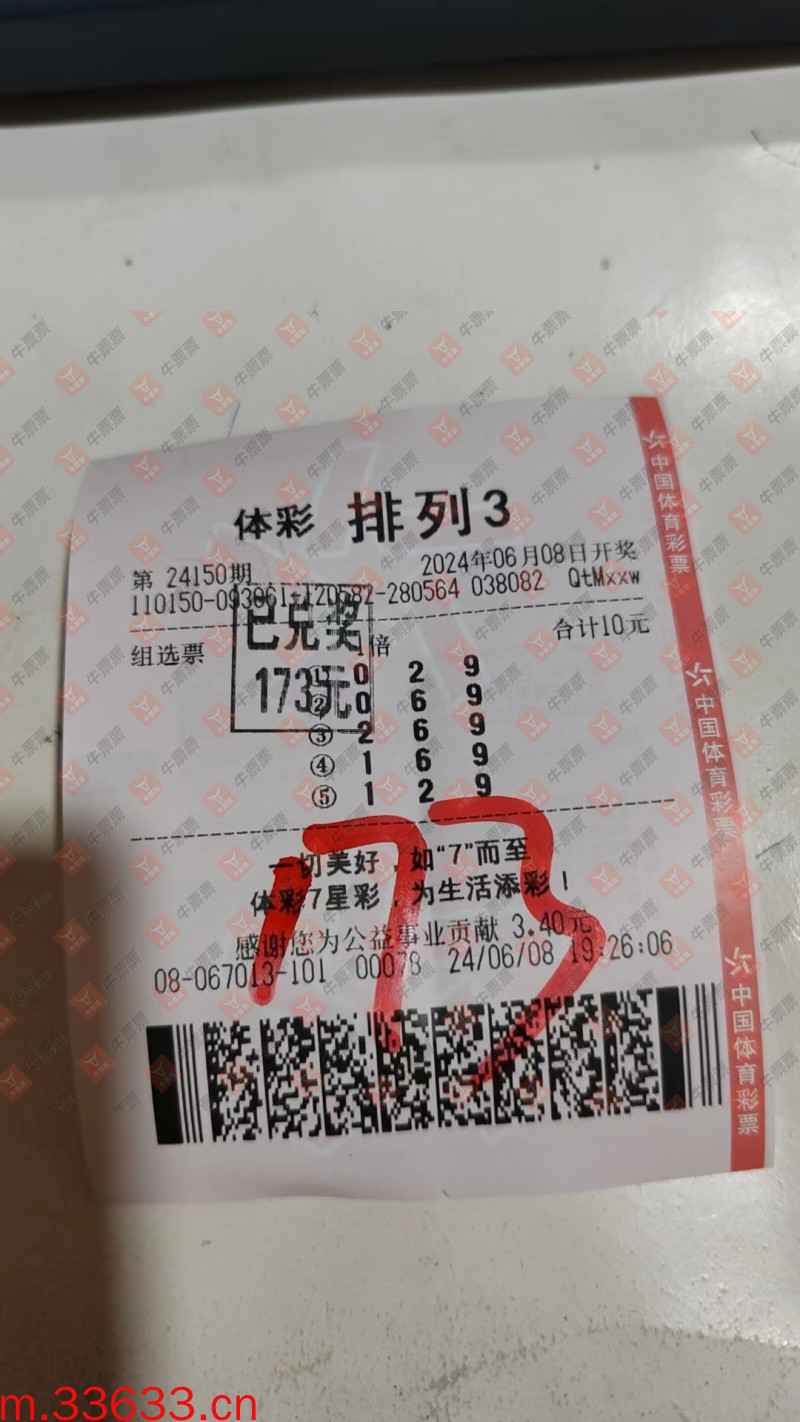 体彩 排列3
第 24150期 2024年06月08日开奖
110150-093061-120582-280564 038082 QtMxxw
组选票 1倍 合计10元
已兑奖
173元
① 0 2 9
② 0 6 9
③ 2 6 9
④ 1 6 9
⑤ 1 2 9
173
一切美好，如“7”而至
体彩7星彩，为生活添彩！
感谢您为公益事业贡献 3.40元
08-067013-101 00078 24/06/08 19:26:06
中国体育彩票
中国体育彩票
中国体育彩票
牛票票
m.33633.cn